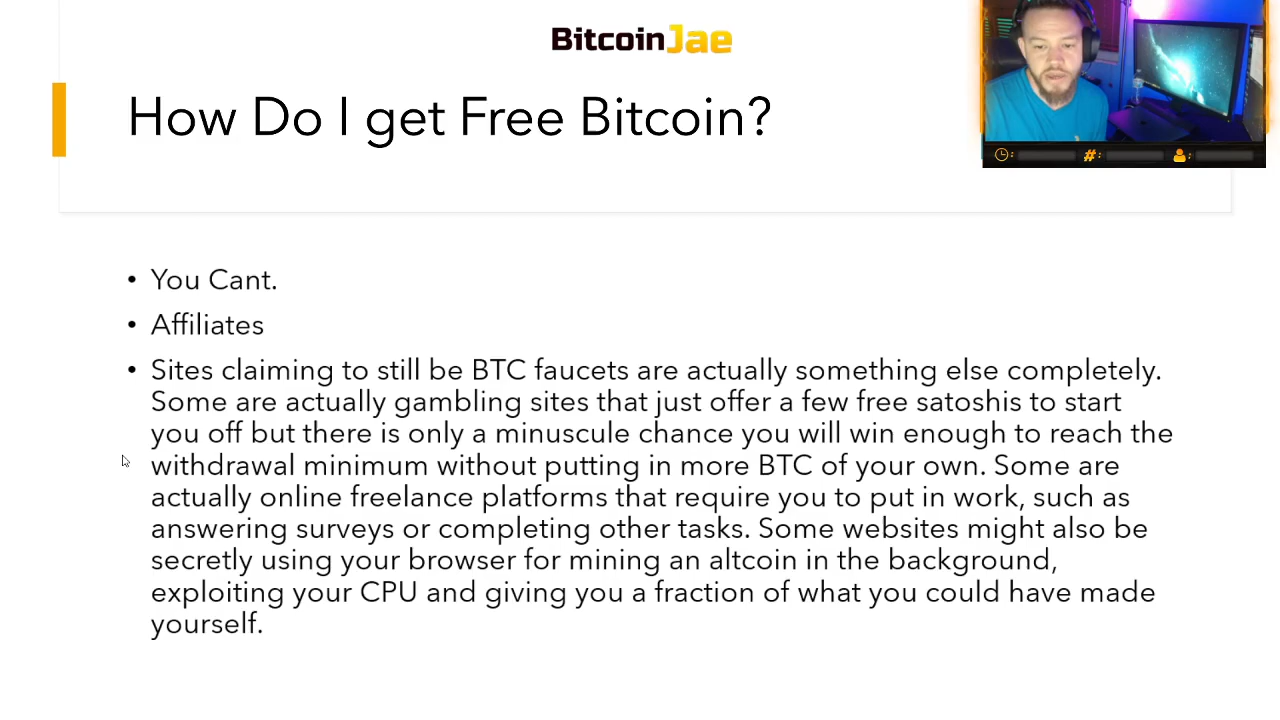 BitcoinJae
How Do I get Free Bitcoin?
• You Cant.
• Affiliates
• Sites claiming to still be BTC faucets are actually something else completely.
Some are actually gambling sites that just offer a few free satoshis to start
you off but there is only a minuscule chance you will win enough to reach the
withdrawal minimum without putting in more BTC of your own. Some are
actually online freelance platforms that require you to put in work, such as
answering surveys or completing other tasks. Some websites might also be
secretly using your browser for mining an altcoin in the background,
exploiting your CPU and giving you a fraction of what you could have made
yourself.
#: